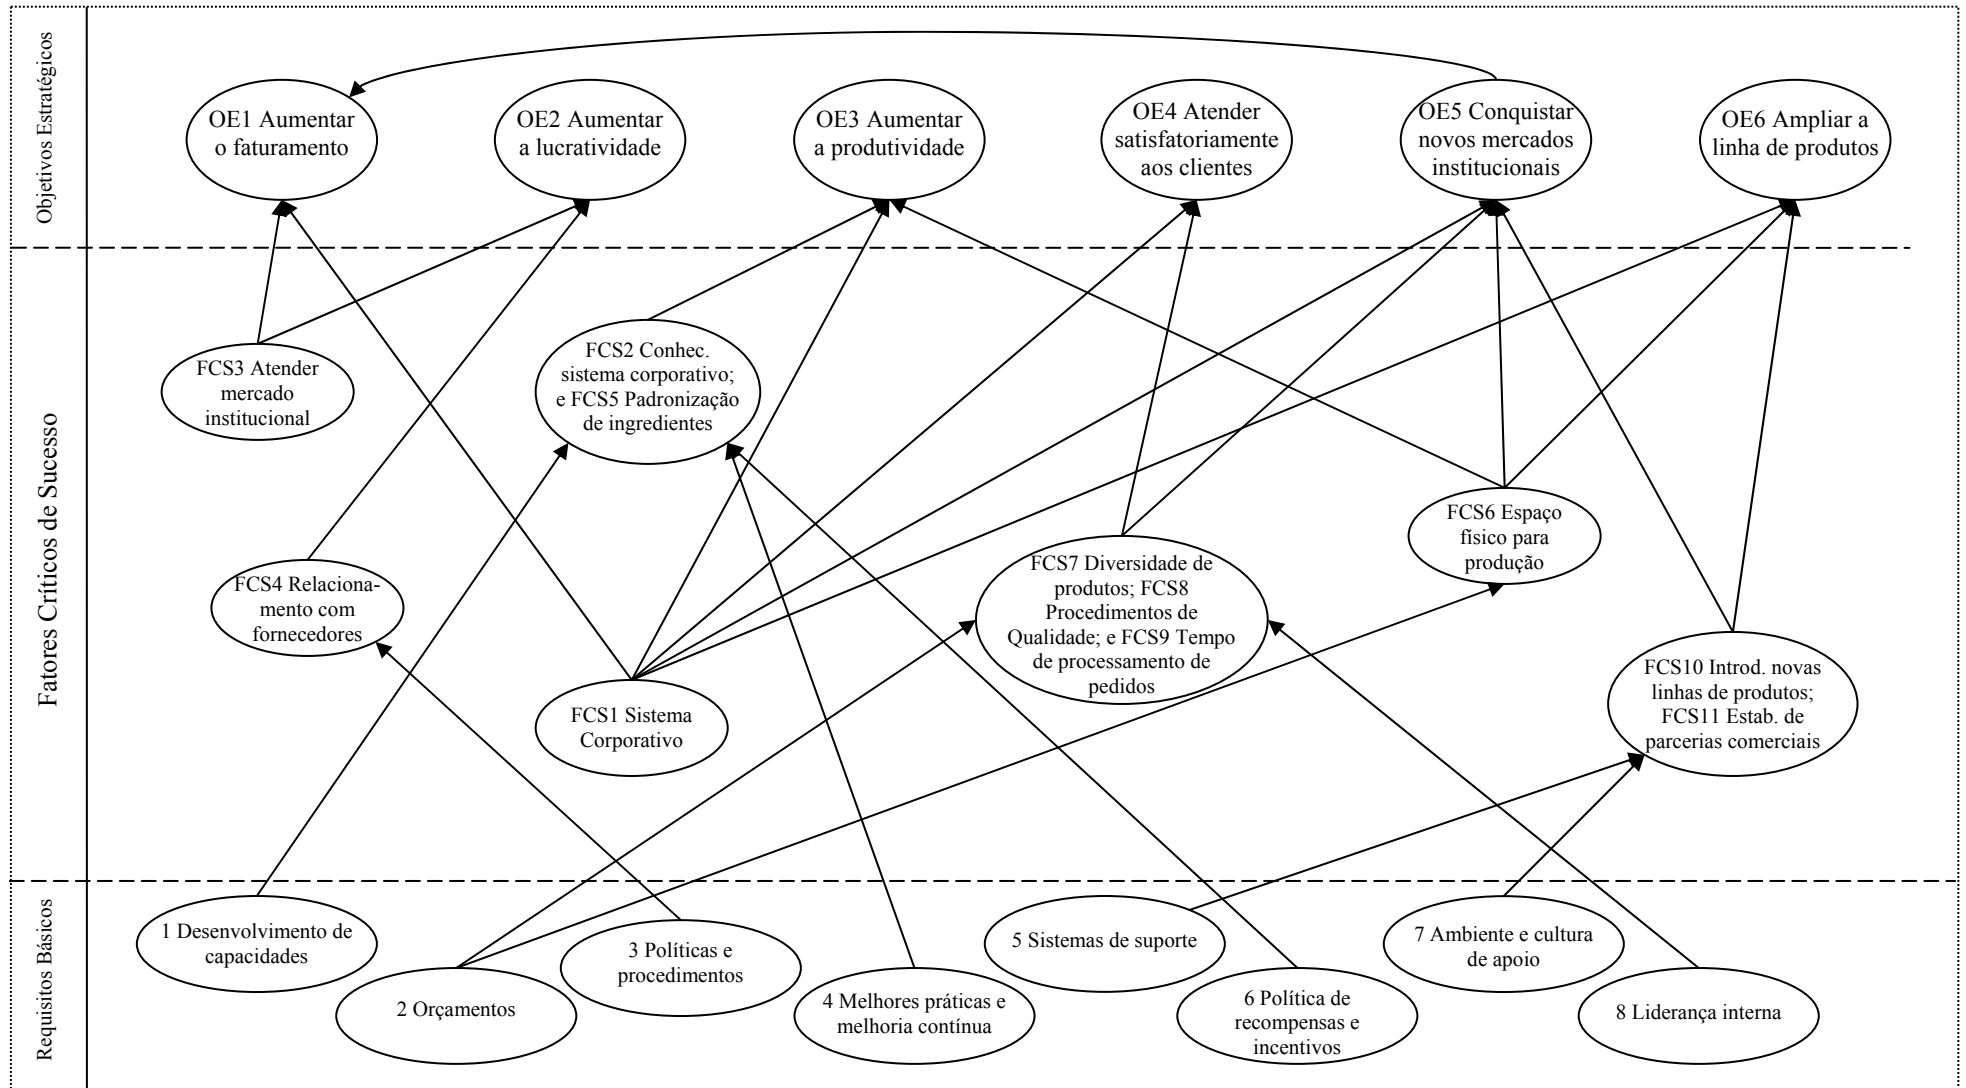 Objetivos Estratégicos
OE1 Aumentar
o faturamento
OE2 Aumentar
a lucratividade
OE3 Aumentar
a produtividade
OE4 Atender
satisfatoriamente
aos clientes
OE5 Conquistar
novos mercados
institucionais
OE6 Ampliar a
linha de produtos
Fatores Críticos de Sucesso
FCS3 Atender
mercado
institucional
FCS2 Conhec.
sistema corporativo;
e FCS5 Padronização
de ingredientes
FCS4 Relaciona-
mento com
fornecedores
FCS1 Sistema
Corporativo
FCS7 Diversidade de
produtos; FCS8
Procedimentos de
Qualidade; e FCS9 Tempo
de processamento de
pedidos
FCS6 Espaço
físico para
produção
FCS10 Introd. novas
linhas de produtos;
FCS11 Estab. de
parcerias comerciais
Requisitos Básicos
1 Desenvolvimento de
capacidades
2 Orçamentos
3 Políticas e
procedimentos
4 Melhores práticas e
melhoria contínua
5 Sistemas de suporte
6 Política de
recompensas e
incentivos
7 Ambiente e cultura
de apoio
8 Liderança interna